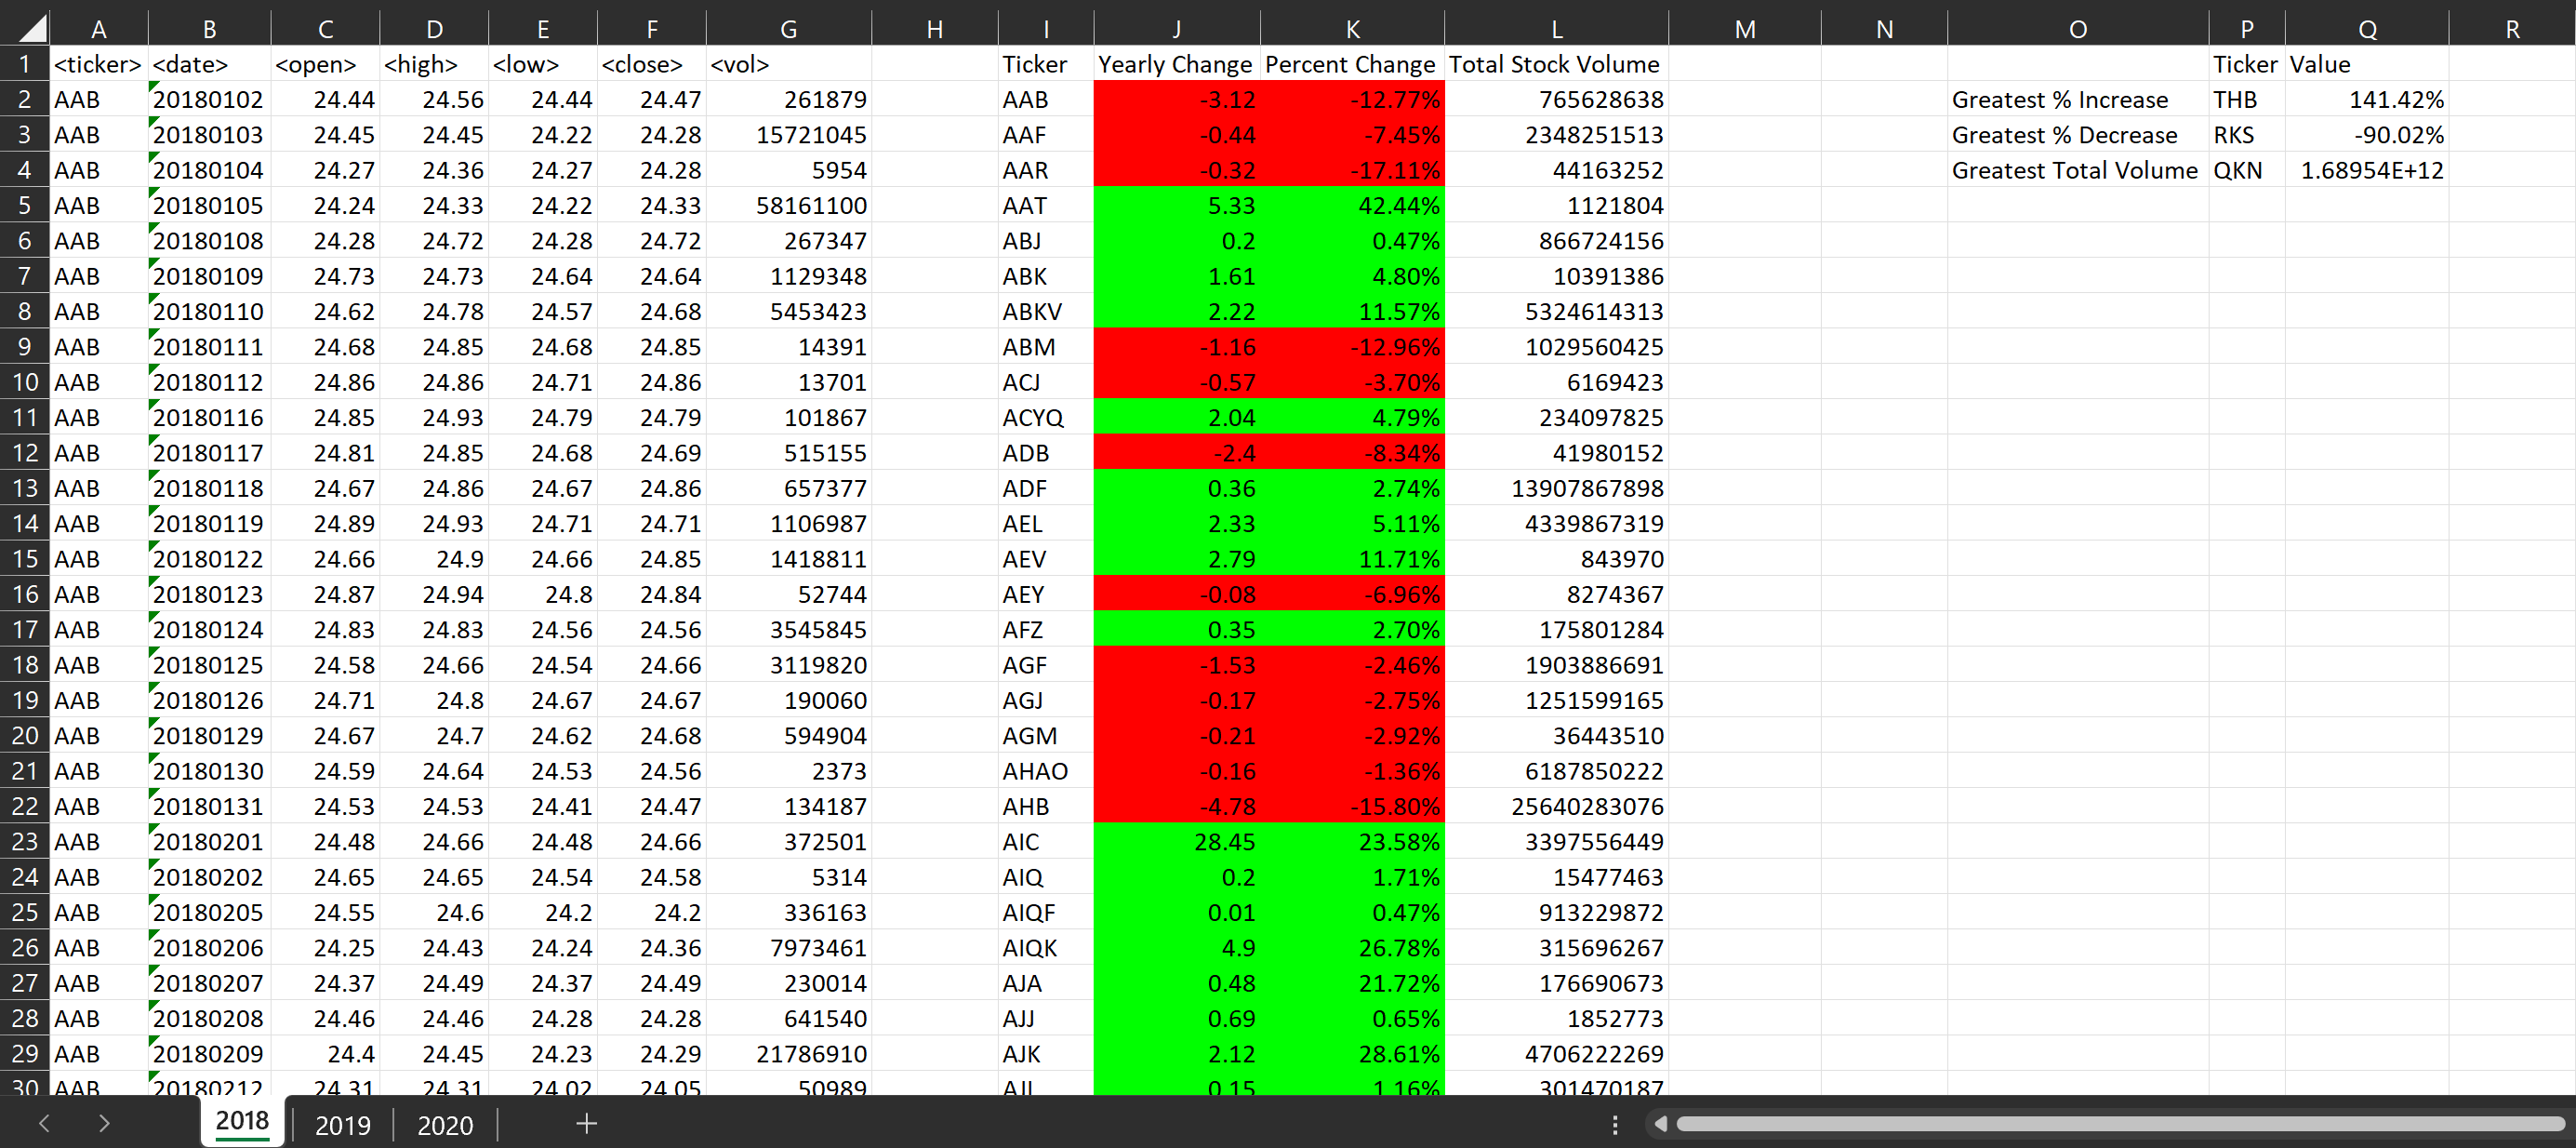 A B C D E F G H I J K L M N O P Q R
1 <ticker> <date> <open> <high> <low> <close> <vol> Ticker Yearly Change Percent Change Total Stock Volume Ticker Value
2 AAB 20180102 24.44 24.56 24.44 24.47 261879 AAB -3.12 -12.77% 765628638 Greatest % Increase THB 141.42%
3 AAB 20180103 24.45 24.45 24.22 24.28 15721045 AAF -0.44 -7.45% 2348251513 Greatest % Decrease RKS -90.02%
4 AAB 20180104 24.27 24.36 24.27 24.28 5954 AAR -0.32 -17.11% 44163252 Greatest Total Volume QKN 1.68954E+12
5 AAB 20180105 24.24 24.33 24.22 24.33 58161100 AAT 5.33 42.44% 1121804
6 AAB 20180108 24.28 24.72 24.28 24.72 267347 ABJ 0.2 0.47% 866724156
7 AAB 20180109 24.73 24.73 24.64 24.64 1129348 ABK 1.61 4.80% 10391386
8 AAB 20180110 24.62 24.78 24.57 24.68 5453423 ABKV 2.22 11.57% 5324614313
9 AAB 20180111 24.68 24.85 24.68 24.85 14391 ABM -1.16 -12.96% 1029560425
10 AAB 20180112 24.86 24.86 24.71 24.86 13701 ACJ -0.57 -3.70% 6169423
11 AAB 20180116 24.85 24.93 24.79 24.79 101867 ACYQ 2.04 4.79% 234097825
12 AAB 20180117 24.81 24.85 24.68 24.69 515155 ADB -2.4 -8.34% 41980152
13 AAB 20180118 24.67 24.86 24.67 24.86 657377 ADF 0.36 2.74% 13907867898
14 AAB 20180119 24.89 24.93 24.71 24.71 1106987 AEL 2.33 5.11% 4339867319
15 AAB 20180122 24.66 24.9 24.66 24.85 1418811 AEV 2.79 11.71% 843970
16 AAB 20180123 24.87 24.94 24.8 24.84 52744 AEY -0.08 -6.96% 8274367
17 AAB 20180124 24.83 24.83 24.56 24.56 3545845 AFZ 0.35 2.70% 175801284
18 AAB 20180125 24.58 24.66 24.54 24.66 3119820 AGF -1.53 -2.46% 1903886691
19 AAB 20180126 24.71 24.8 24.67 24.67 190060 AGJ -0.17 -2.75% 1251599165
20 AAB 20180129 24.67 24.7 24.62 24.68 594904 AGM -0.21 -2.92% 36443510
21 AAB 20180130 24.59 24.64 24.53 24.56 2373 AHAO -0.16 -1.36% 6187850222
22 AAB 20180131 24.53 24.53 24.41 24.47 134187 AHB -4.78 -15.80% 25640283076
23 AAB 20180201 24.48 24.66 24.48 24.66 372501 AIC 28.45 23.58% 3397556449
24 AAB 20180202 24.65 24.65 24.54 24.58 5314 AIQ 0.2 1.71% 15477463
25 AAB 20180205 24.55 24.6 24.2 24.2 336163 AIQF 0.01 0.47% 913229872
26 AAB 20180206 24.25 24.43 24.24 24.36 7973461 AIQK 4.9 26.78% 315696267
27 AAB 20180207 24.37 24.49 24.37 24.49 230014 AJA 0.48 21.72% 176690673
28 AAB 20180208 24.46 24.46 24.28 24.28 641540 AJJ 0.69 0.65% 1852773
29 AAB 20180209 24.4 24.45 24.23 24.29 21786910 AJK 2.12 28.61% 4706222269
30 AAB 20180212 24.31 24.31 24.02 24.05 50989 0.15 1.16% 301470187
2018 2019 2020